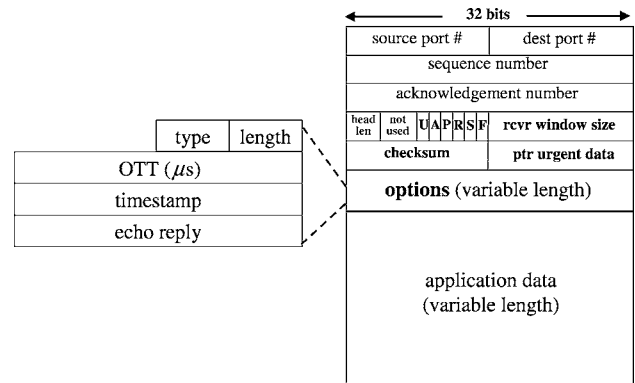 32 bits
source port # dest port #
sequence number
acknowledgement number
head len not used U A P R S F rcvr window size
checksum ptr urgent data
options (variable length)
application data
(variable length)
type length
OTT (μs)
timestamp
echo reply